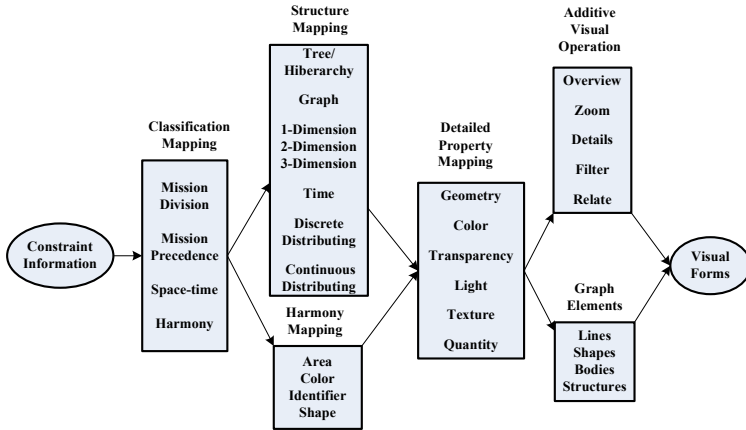 Constraint
Information
Classification
Mapping
Mission
Division
Mission
Precedence
Space-time
Harmony
Structure
Mapping
Tree/
Hiberarchy
Graph
1-Dimension
2-Dimension
3-Dimension
Time
Discrete
Distributing
Continuous
Distributing
Harmony
Mapping
Area
Color
Identifier
Shape
Detailed
Property
Mapping
Geometry
Color
Transparency
Light
Texture
Quantity
Additive
Visual
Operation
Overview
Zoom
Details
Filter
Relate
Graph
Elements
Lines
Shapes
Bodies
Structures
Visual
Forms